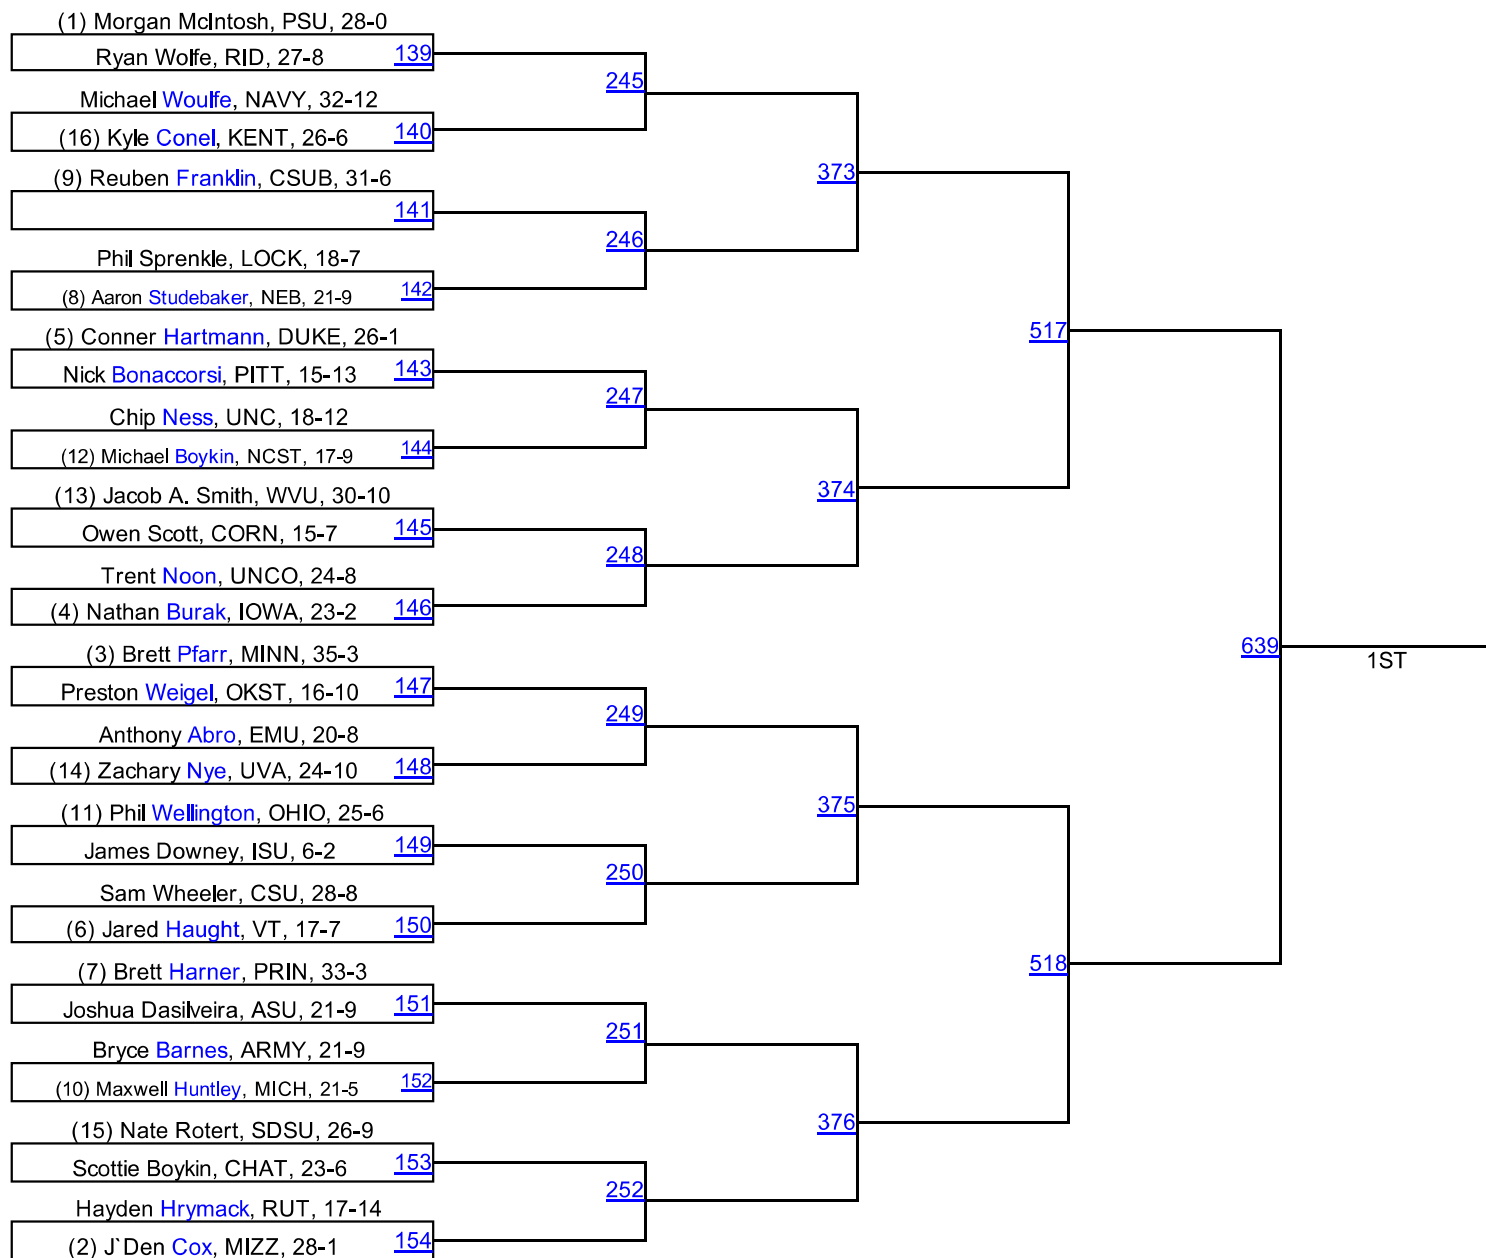 (1) Morgan McIntosh, PSU, 28-0
Ryan Wolfe, RID, 27-8 139
245
Michael Woulfe, NAVY, 32-12
(16) Kyle Conel, KENT, 26-6 140
(9) Reuben Franklin, CSUB, 31-6
373
141
246
Phil Sprenkle, LOCK, 18-7
(8) Aaron Studebaker, NEB, 21-9 142
(5) Conner Hartmann, DUKE, 26-1
517
Nick Bonaccorsi, PITT, 15-13 143
247
Chip Ness, UNC, 18-12
(12) Michael Boykin, NCST, 17-9 144
(13) Jacob A. Smith, WVU, 30-10
374
Owen Scott, CORN, 15-7 145
248
Trent Noon, UNCO, 24-8
(4) Nathan Burak, IOWA, 23-2 146
(3) Brett Pfarr, MINN, 35-3
639
1ST
Preston Weigel, OKST, 16-10 147
249
Anthony Abro, EMU, 20-8
(14) Zachary Nye, UVA, 24-10 148
(11) Phil Wellington, OHIO, 25-6
375
James Downey, ISU, 6-2 149
250
Sam Wheeler, CSU, 28-8
(6) Jared Haught, VT, 17-7 150
(7) Brett Harner, PRIN, 33-3
518
Joshua Dasilveira, ASU, 21-9 151
251
Bryce Barnes, ARMY, 21-9
(10) Maxwell Huntley, MICH, 21-5 152
(15) Nate Rotert, SDSU, 26-9
376
Scottie Boykin, CHAT, 23-6 153
252
Hayden Hrymack, RUT, 17-14
(2) J`Den Cox, MIZZ, 28-1 154